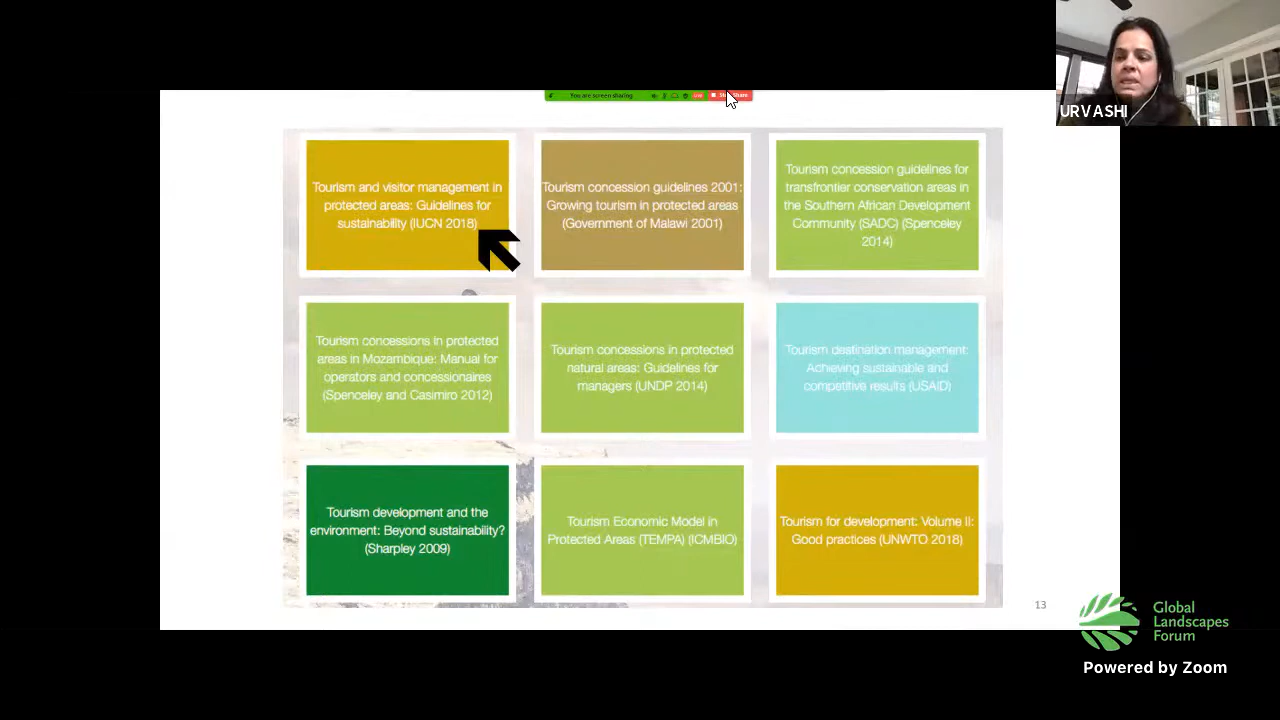 You are screen sharing
URVASHI
Tourism and visitor management in
protected areas: Guidelines for
sustainability (IUCN 2018)
Tourism concession guidelines 2001:
Growing tourism in protected areas
(Government of Malawi 2001)
Tourism concession guidelines for
transfrontier conservation areas in
the Southern African Development
Community (SADC) (Spenceley
2014)
Tourism concessions in protected
areas in Mozambique: Manual for
operators and concessionaires
(Spenceley and Casimiro 2012)
Tourism concessions in protected
natural areas: Guidelines for
managers (UNDP 2014)
Tourism destination management:
Achieving sustainable and
competitive results (USAID)
Tourism development and the
environment: Beyond sustainability?
(Sharpley 2009)
Tourism Economic Model in
Protected Areas (TEMPA) (ICMBIO)
Tourism for development: Volume II:
Good practices (UNWTO 2018)
13
Global
Landscapes
Forum
Powered by Zoom